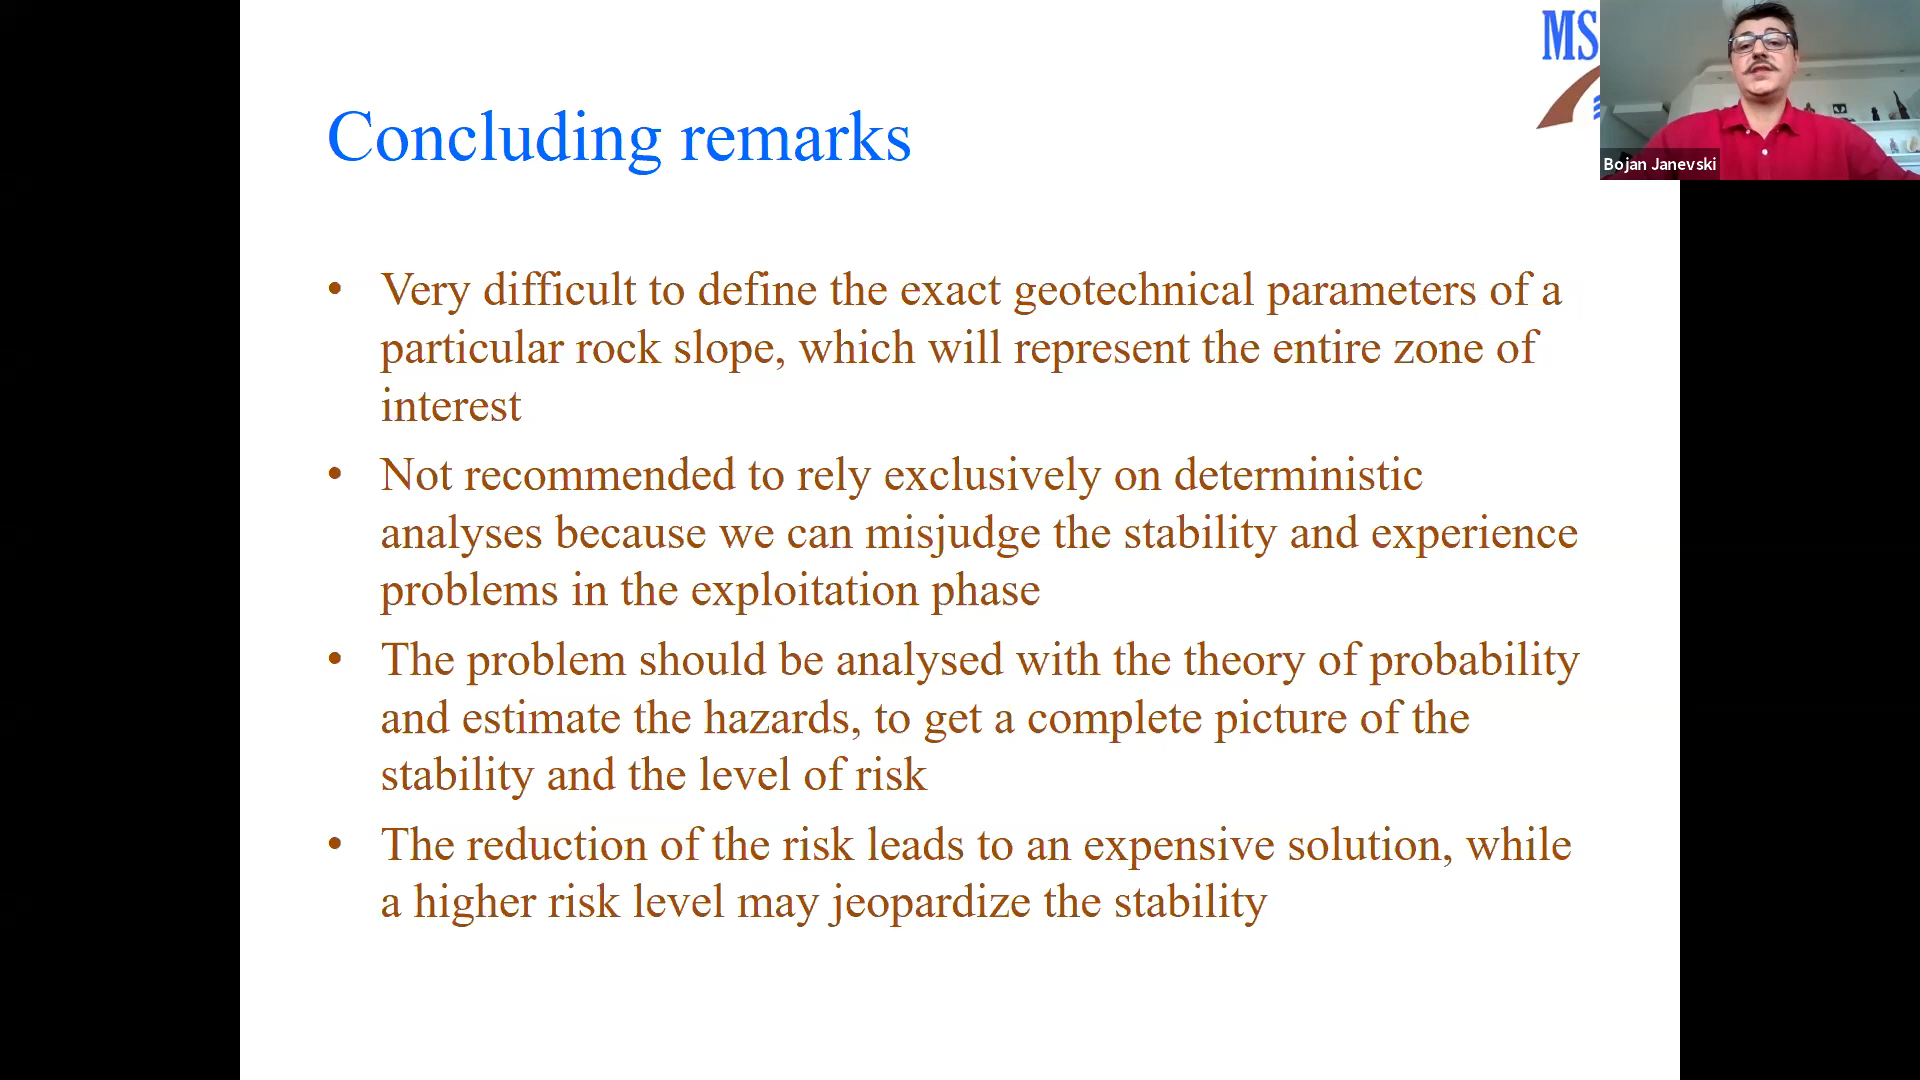 MS
Bojan Janevski
Concluding remarks
• Very difficult to define the exact geotechnical parameters of a
particular rock slope, which will represent the entire zone of
interest
• Not recommended to rely exclusively on deterministic
analyses because we can misjudge the stability and experience
problems in the exploitation phase
• The problem should be analysed with the theory of probability
and estimate the hazards, to get a complete picture of the
stability and the level of risk
• The reduction of the risk leads to an expensive solution, while
a higher risk level may jeopardize the stability